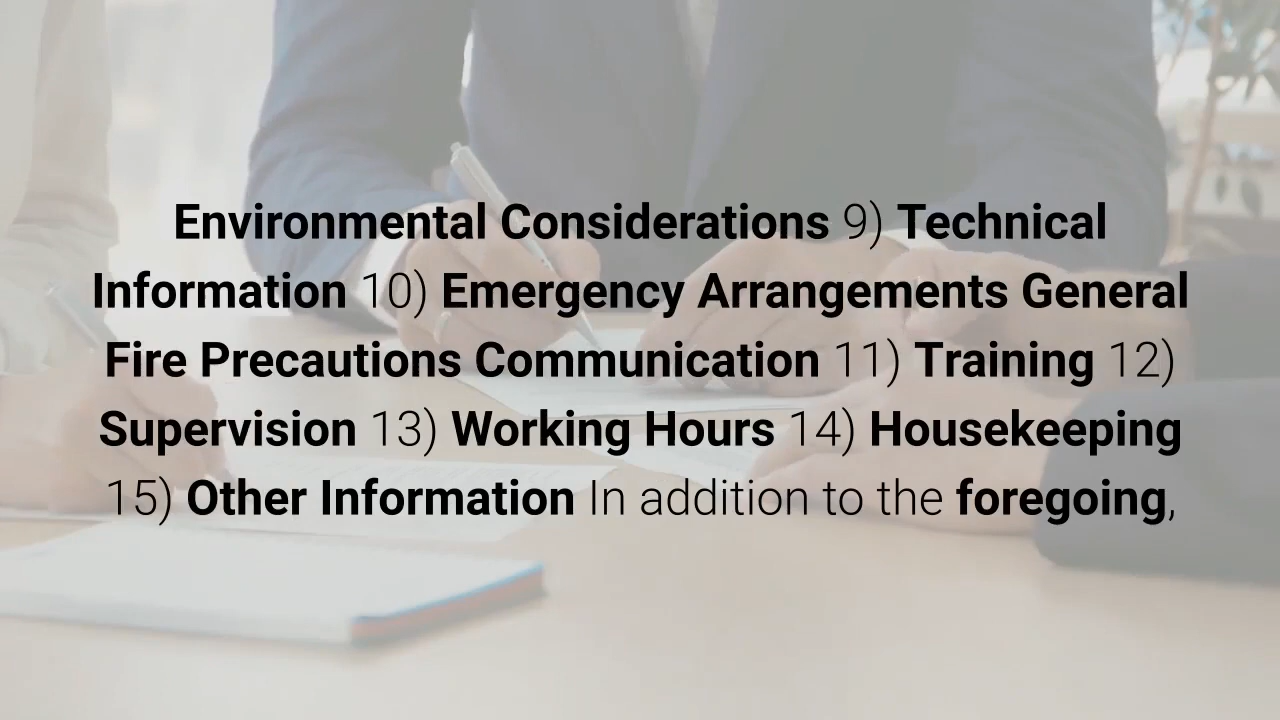 Environmental Considerations 9) Technical
Information 10) Emergency Arrangements General
Fire Precautions Communication 11) Training 12)
Supervision 13) Working Hours 14) Housekeeping
15) Other Information In addition to the foregoing,